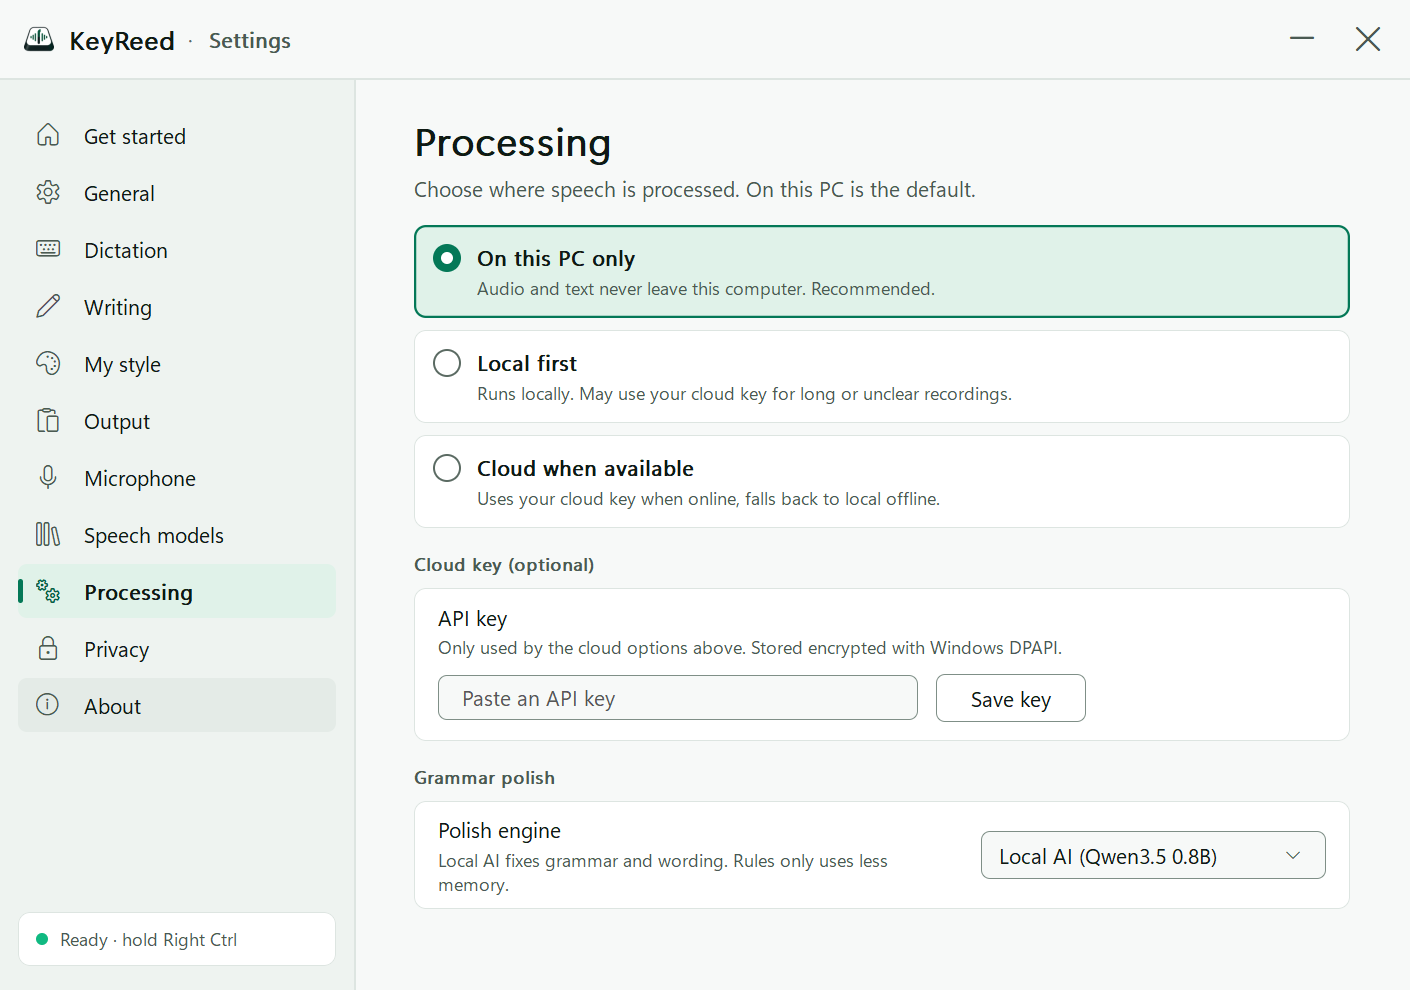 KeyReed · Settings
Get started
General
Dictation
Writing
My style
Output
Microphone
Speech models
Processing
Privacy
About
Ready · hold Right Ctrl
Processing
Choose where speech is processed. On this PC is the default.
On this PC only
Audio and text never leave this computer. Recommended.
Local first
Runs locally. May use your cloud key for long or unclear recordings.
Cloud when available
Uses your cloud key when online, falls back to local offline.
Cloud key (optional)
API key
Only used by the cloud options above. Stored encrypted with Windows DPAPI.
Paste an API key
Save key
Grammar polish
Polish engine
Local AI fixes grammar and wording. Rules only uses less
memory.
Local AI (Qwen3.5 0.8B)